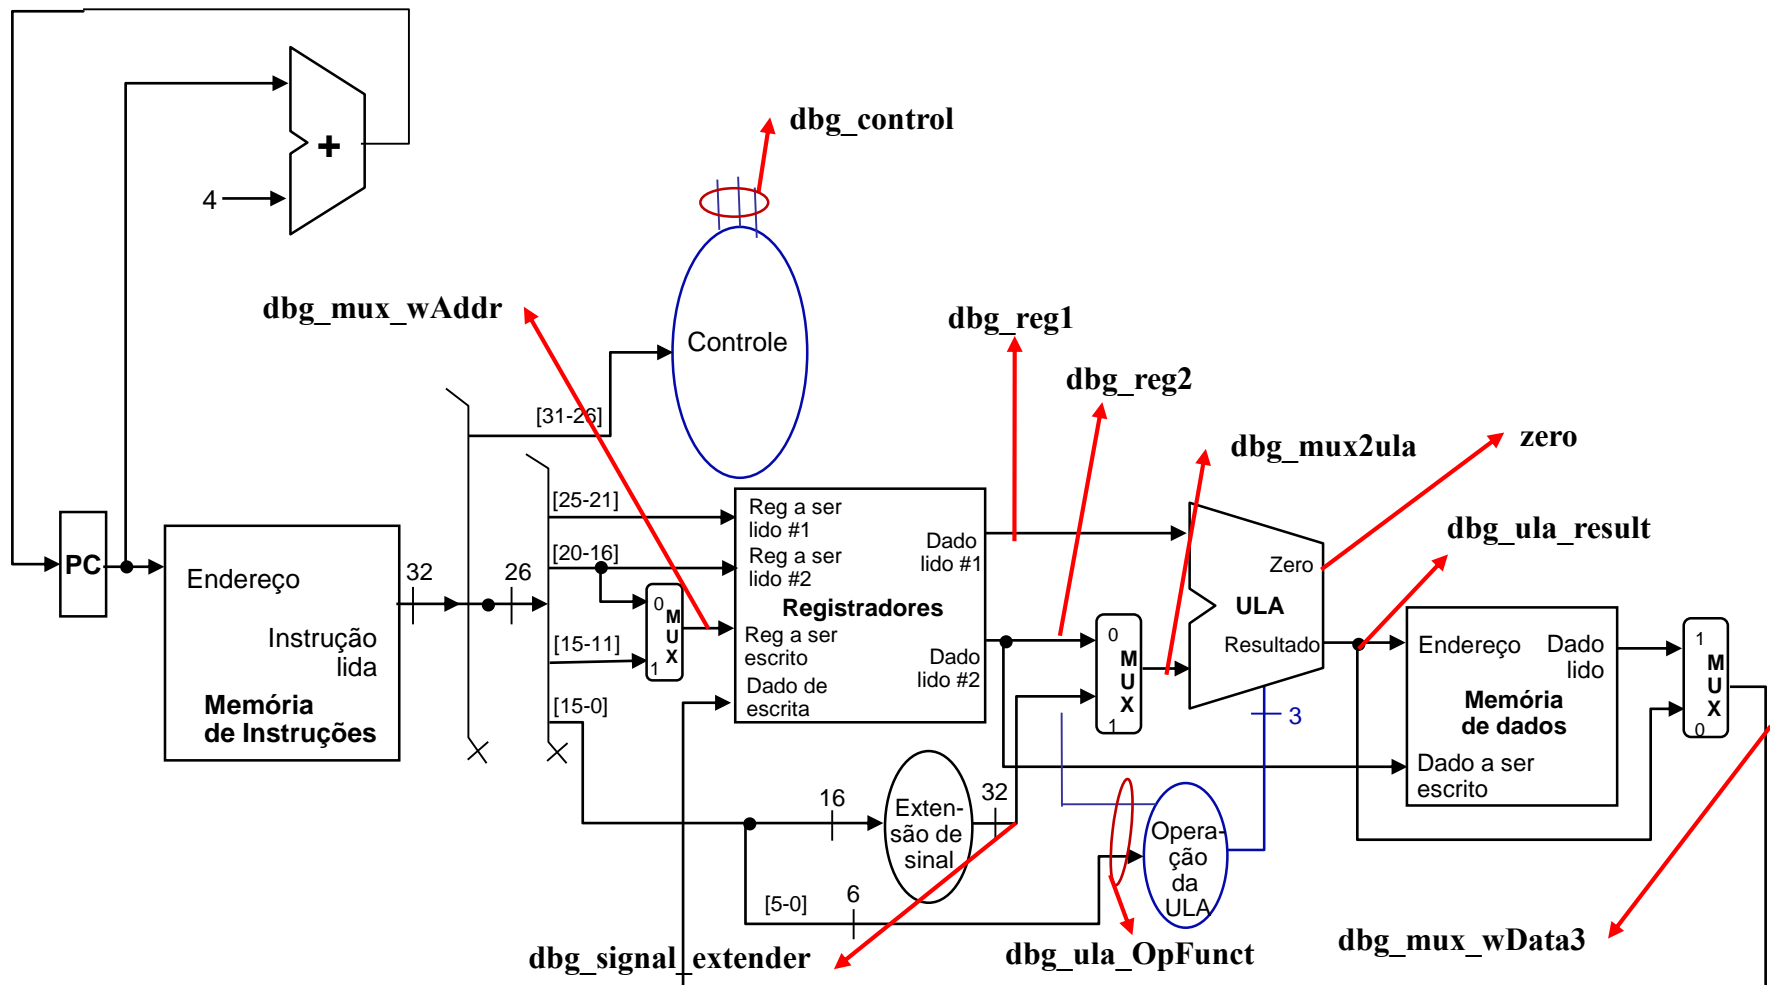 dbg_control
+
4
dbg_mux_wAddr
Controle
dbg_reg1
dbg_reg2
[31-26]
dbg_mux2ula
zero
[25-21]
Reg a ser
lido #1
Dado
lido #1
dbg_ula_result
PC
Endereço
32
26
[20-16]
Reg a ser
lido #2
Zero
0
M
U
X
1
Registradores
ULA
Instrução
lida
[15-11]
Reg a ser
escrito
Dado
lido #2
0
M
U
X
1
Resultado
Endereço
Dado
lido
1
M
U
X
0
Memória
de Instruções
[15-0]
Dado de
escrita
3
Memória
de dados
Dado a ser
escrito
16
Exten-
são de
sinal
32
Opera-
ção
da
ULA
[5-0]
6
dbg_signal_extender
dbg_ula_OpFunct
dbg_mux_wData3